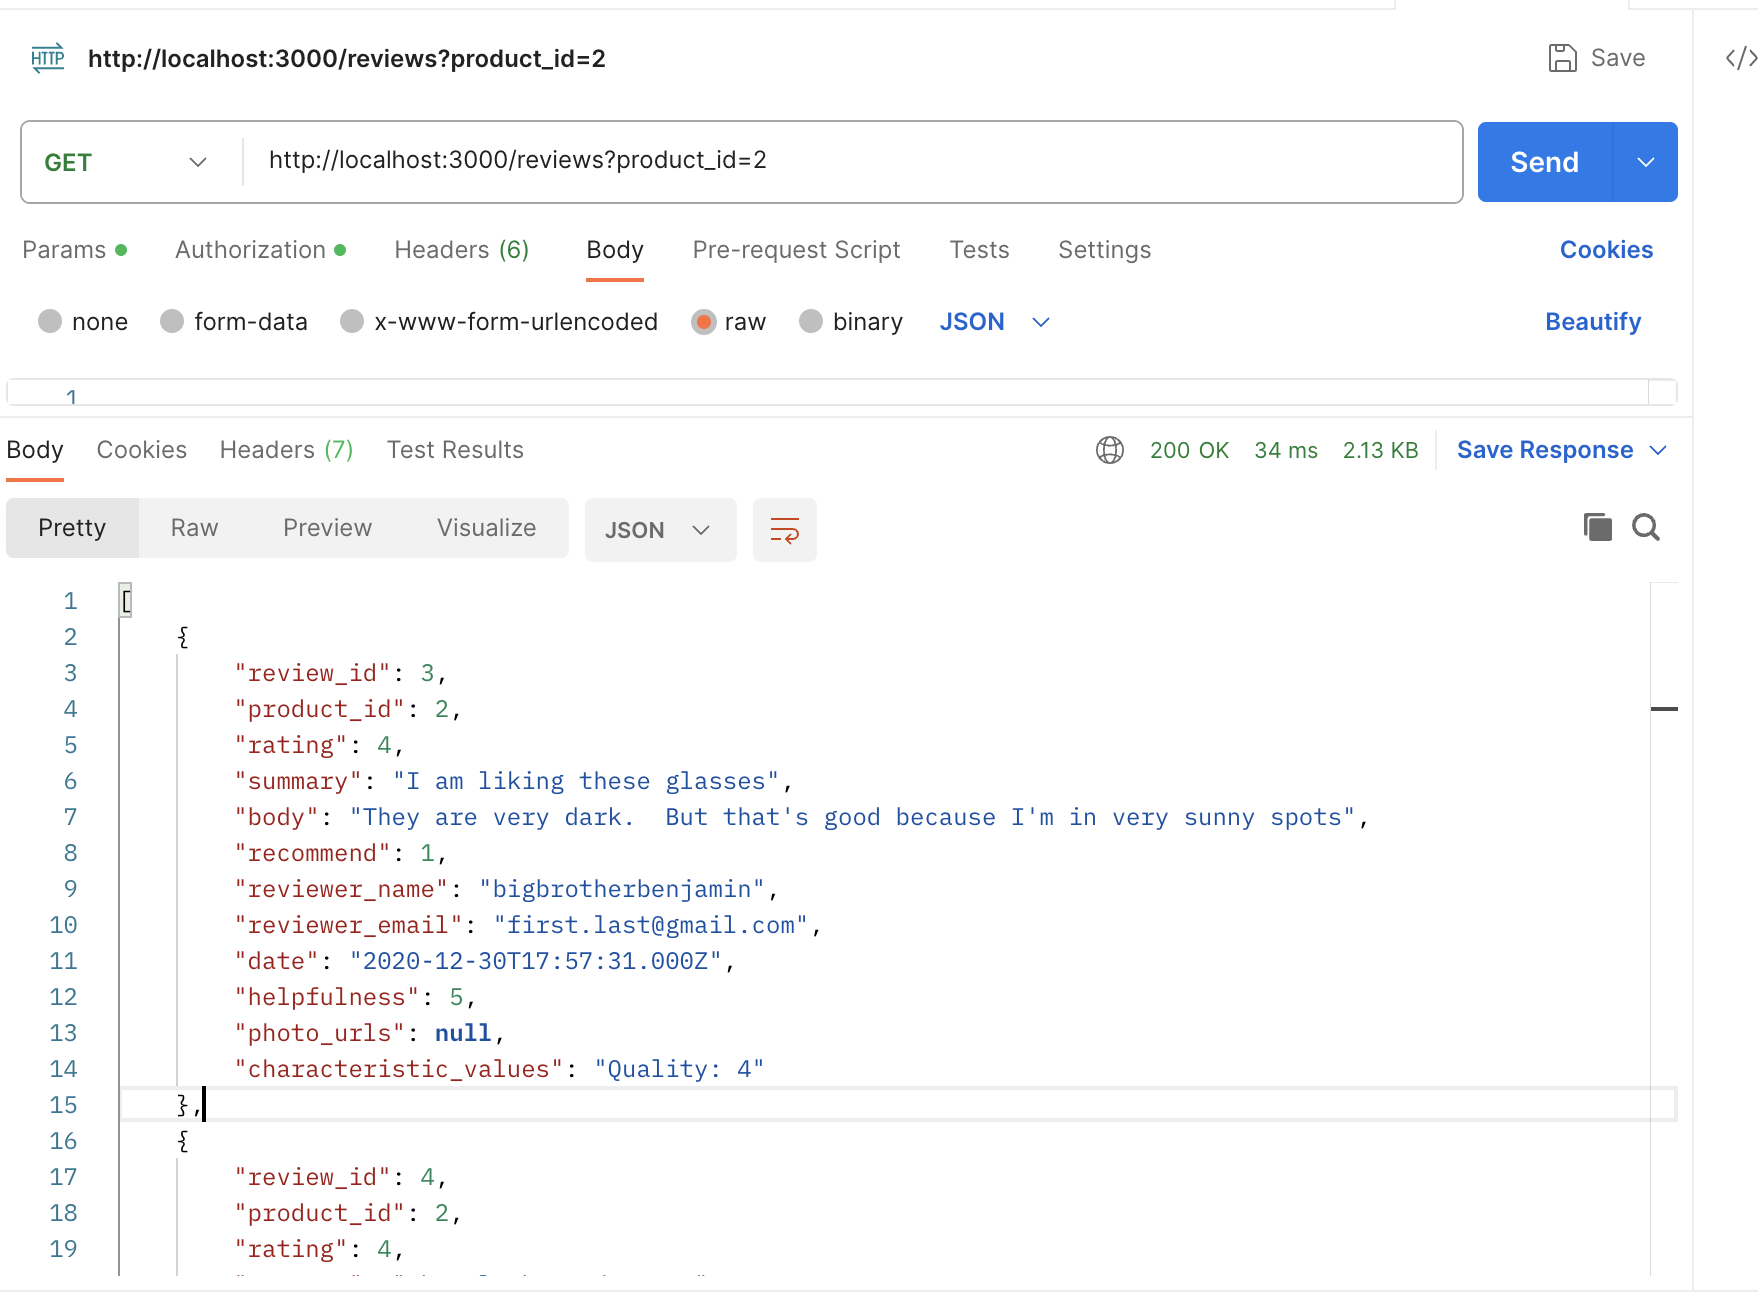 HTTP http://localhost:3000/reviews?product_id=2 Save </>
GET http://localhost:3000/reviews?product_id=2 Send
Params Authorization Headers (6) Body Pre-request Script Tests Settings Cookies
none form-data x-www-form-urlencoded raw binary JSON Beautify
1
Body Cookies Headers (7) Test Results 200 OK 34 ms 2.13 KB Save Response
Pretty Raw Preview Visualize JSON
1 [
2 {
3 "review_id": 3,
4 "product_id": 2,
5 "rating": 4,
6 "summary": "I am liking these glasses",
7 "body": "They are very dark.  But that's good because I'm in very sunny spots",
8 "recommend": 1,
9 "reviewer_name": "bigbrotherbenjamin",
10 "reviewer_email": "first.last@gmail.com",
11 "date": "2020-12-30T17:57:31.000Z",
12 "helpfulness": 5,
13 "photo_urls": null,
14 "characteristic_values": "Quality: 4"
15 },
16 {
17 "review_id": 4,
18 "product_id": 2,
19 "rating": 4,